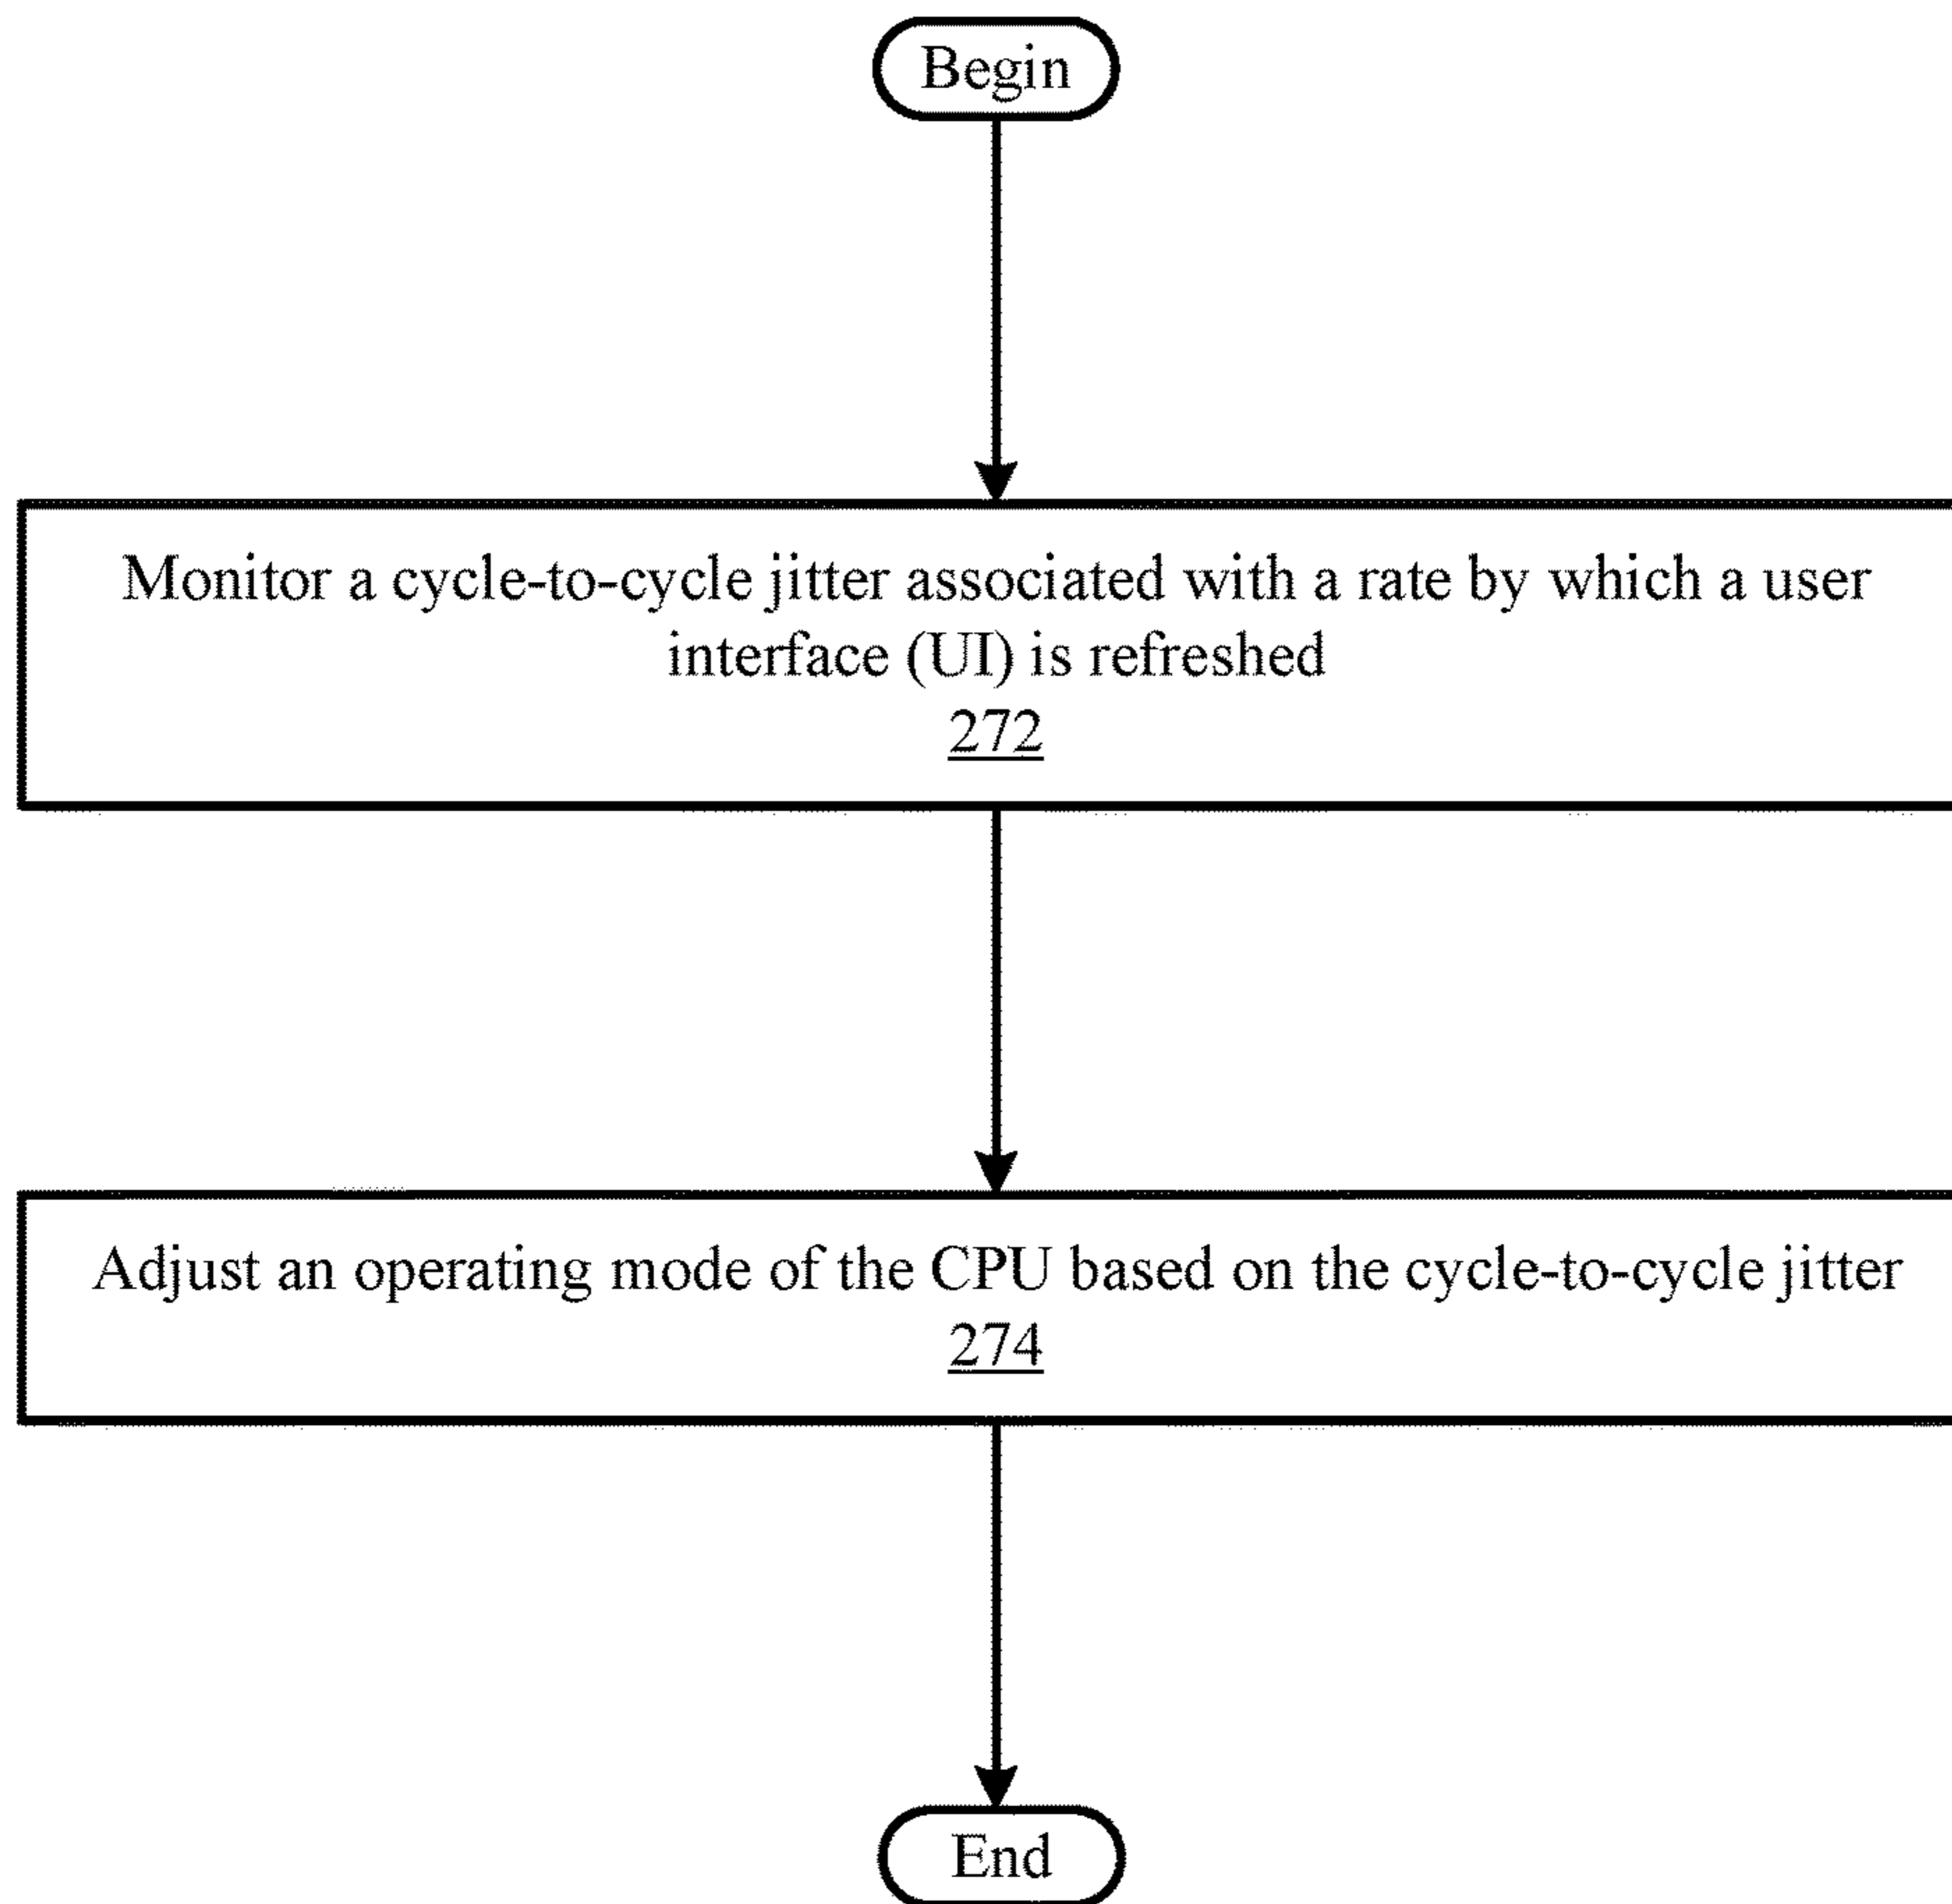 Begin
Monitor a cycle-to-cycle jitter associated with a rate by which a user
interface (UI) is refreshed
272
Adjust an operating mode of the CPU based on the cycle-to-cycle jitter
274
End